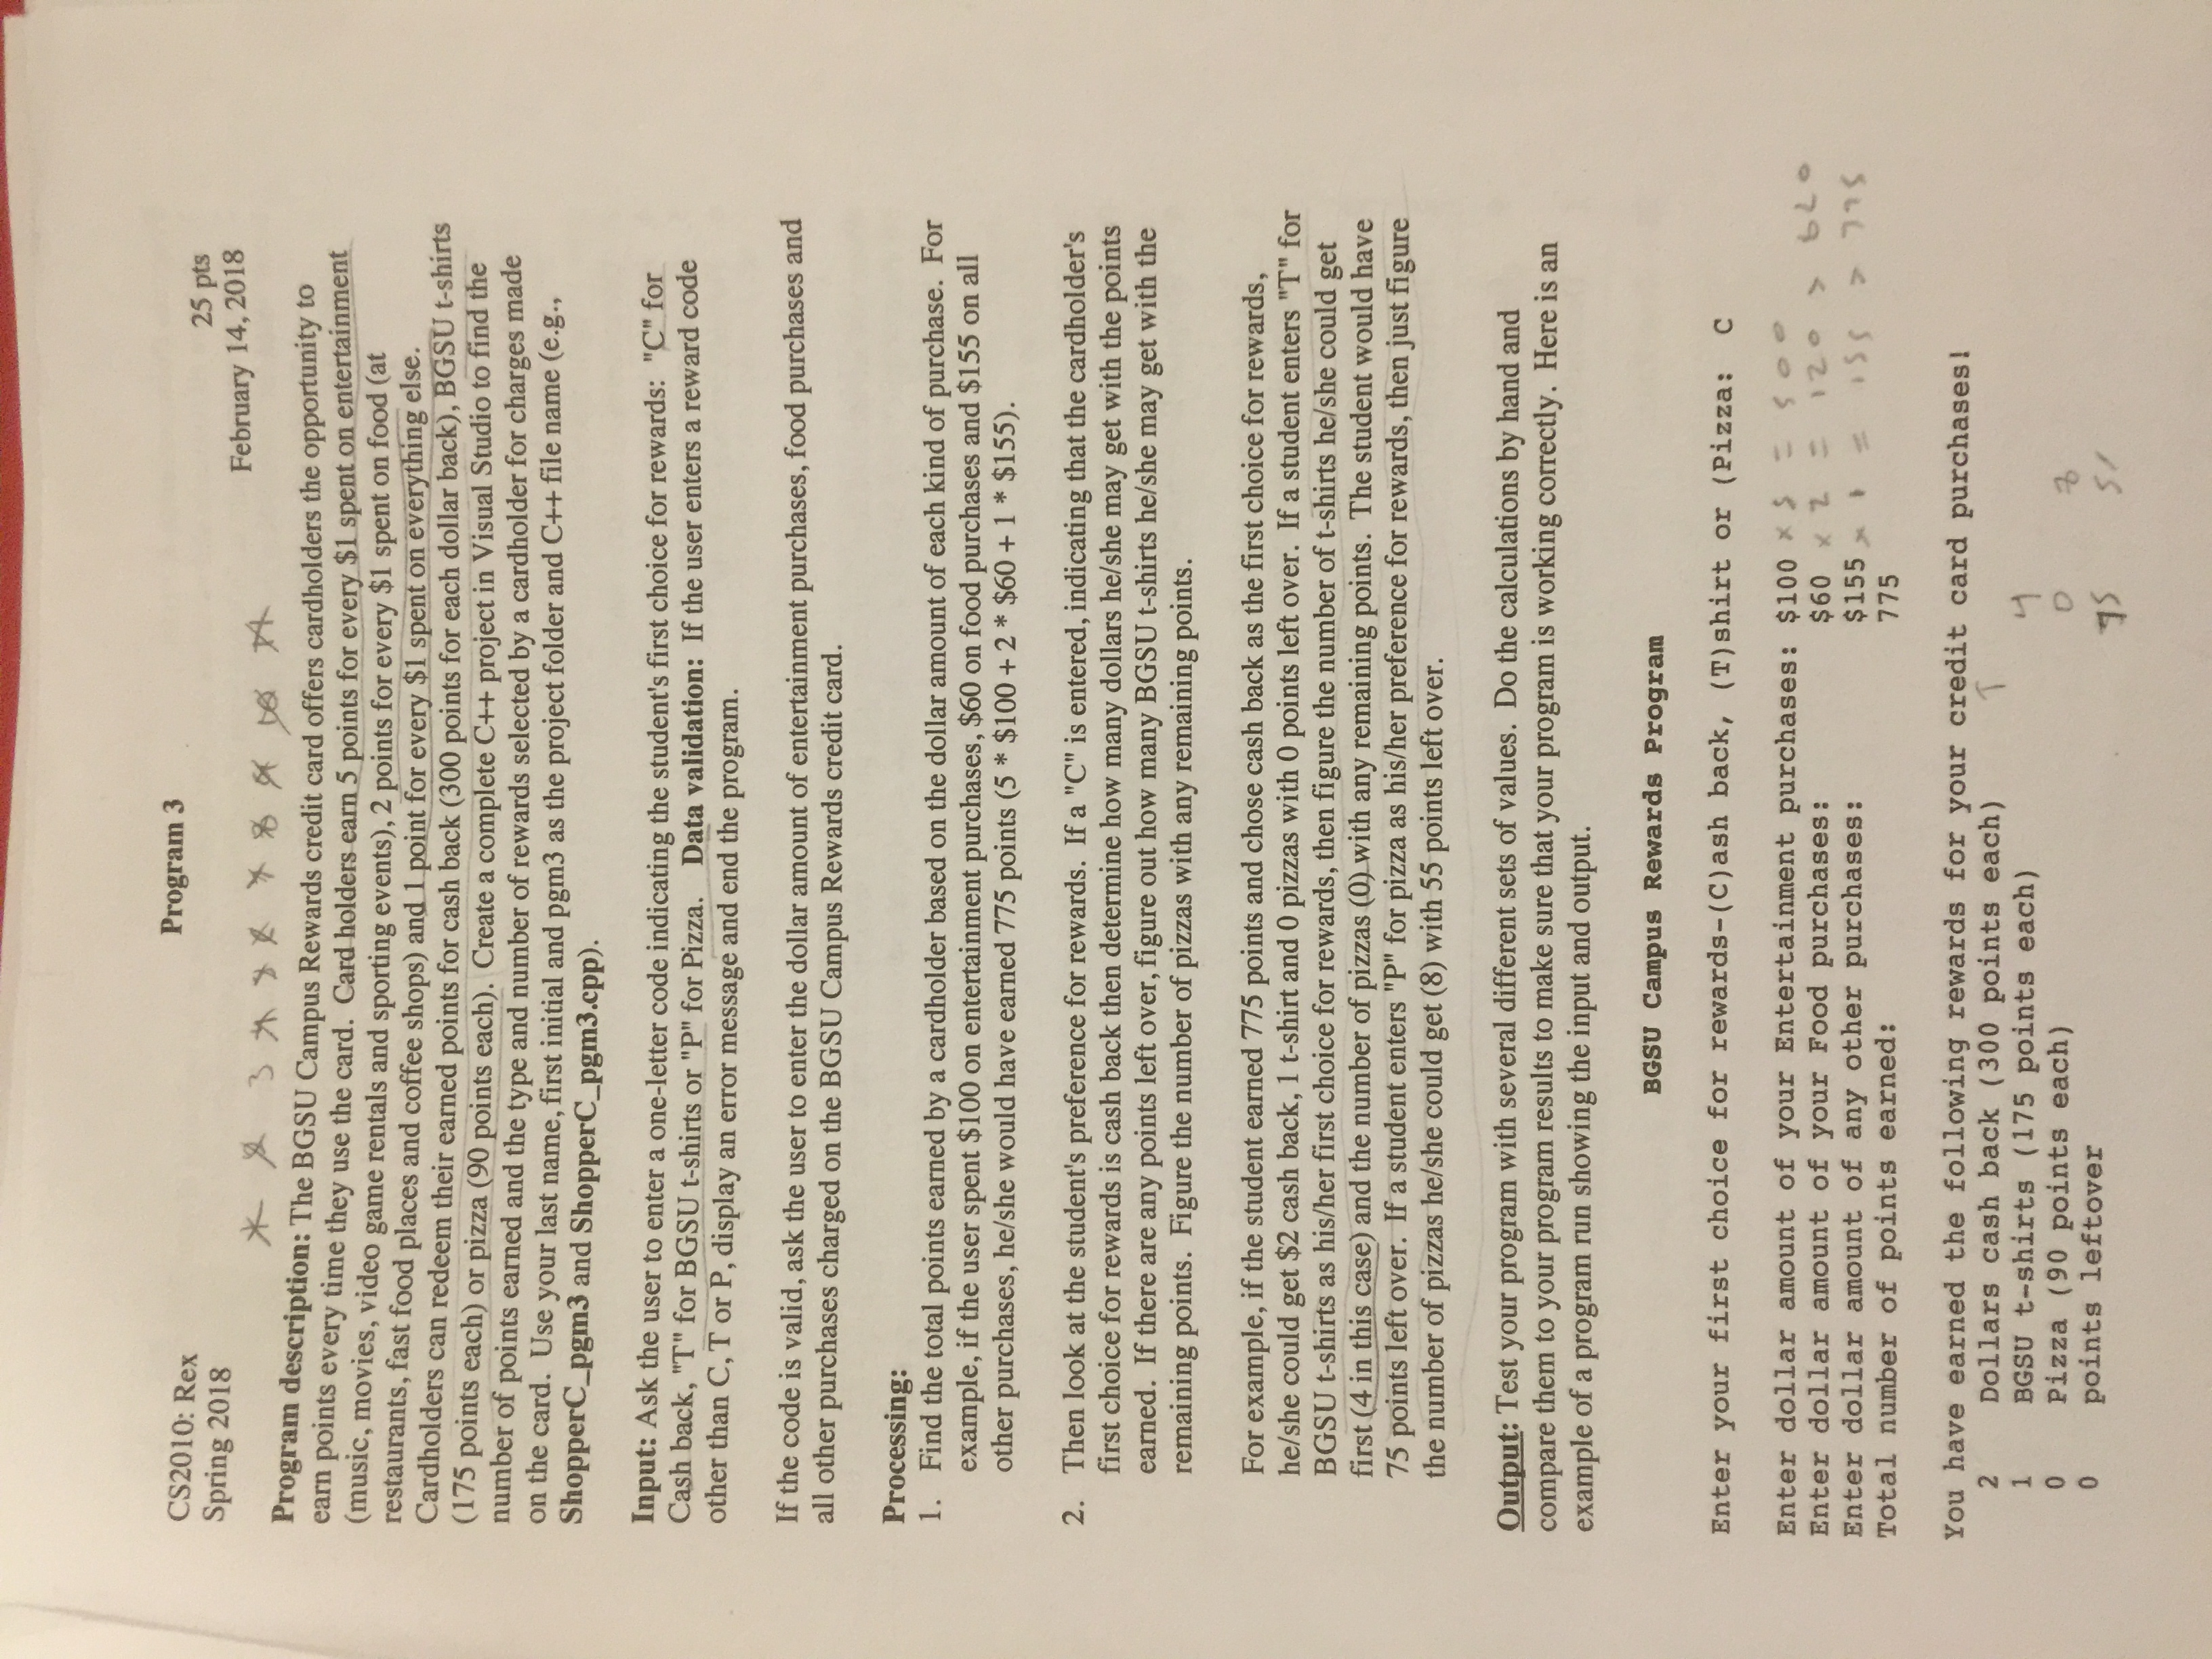 Program 3
CS2010: Rex
25 pts
Spring 2018
February 14, 2018
3
Program description: The BGSU Campus Rewards credit card offers cardholders the opportunity to
earn points every time they use the card. Card holders earn 5 points for every $1 spent on entertainment
(music, movies, video game rentals and sporting events), 2 points for every $1 spent on food (at
restaurants, fast food places and coffee shops) and 1 point for every $1 spent on everything else.
Cardholders can redeem their earned points for cash back (300 points for each dollar back), BGSU t-shirts
(175 points each) or pizza (90 points each). Create a complete C++ project in Visual Studio to find the
number of points earned and the type and number of rewards selected by a cardholder for charges made
on the card. Use your last name, first initial and pgm3 as the project folder and C++ file name (e.g.,
ShopperC_pgm3 and ShopperC_pgm3.cpp).
Input: Ask the user to enter a one-letter code indicating the student's first choice for rewards: "C" for
Cash back, "T" for BGSU t-shirts or "P" for Pizza. Data validation: If the user enters a reward code
other than C, T or P, display an error message and end the program.
If the code is valid, ask the user to enter the dollar amount of entertainment purchases, food purchases and
all other purchases charged on the BGSU Campus Rewards credit card.
Processing:
1. Find the total points earned by a cardholder based on the dollar amount of each kind of purchase. For
example, if the user spent $100 on entertainment purchases, $60 on food purchases and $155 on all
other purchases, he/she would have earned 775 points (5 * $100 + 2 * $60 + 1 * $155).
2. Then look at the student's preference for rewards. If a "C" is entered, indicating that the cardholder's
first choice for rewards is cash back then determine how many dollars he/she may get with the points
earned. If there are any points left over, figure out how many BGSU t-shirts he/she may get with the
remaining points. Figure the number of pizzas with any remaining points.
For example, if the student earned 775 points and chose cash back as the first choice for rewards,
he/she could get $2 cash back, 1 t-shirt and 0 pizzas with 0 points left over. If a student enters "T" for
BGSU t-shirts as his/her first choice for rewards, then figure the number of t-shirts he/she could get
first (4 in this case) and the number of pizzas (0) with any remaining points. The student would have
75 points left over. If a student enters "P" for pizza as his/her preference for rewards, then just figure
the number of pizzas he/she could get (8) with 55 points left over.
Output: Test your program with several different sets of values. Do the calculations by hand and
compare them to your program results to make sure that your program is working correctly. Here is an
example of a program run showing the input and output.
BGSU Campus Rewards Program
Enter your first choice for rewards-(C)ash back, (T)shirt or (Pizza: C
Enter dollar amount of your Entertainment purchases: $100 × 5 = 500
Enter dollar amount of your Food purchases: $60 × 2 = 120 > 620
Enter dollar amount of any other purchases: $155 × 1 = 155 > 775
Total number of points earned: 775
You have earned the following rewards for your credit card purchases!
2 Dollars cash back (300 points each) T
1 BGSU t-shirts (175 points each) 4
0 Pizza (90 points each) 0 8
0 points leftover 75